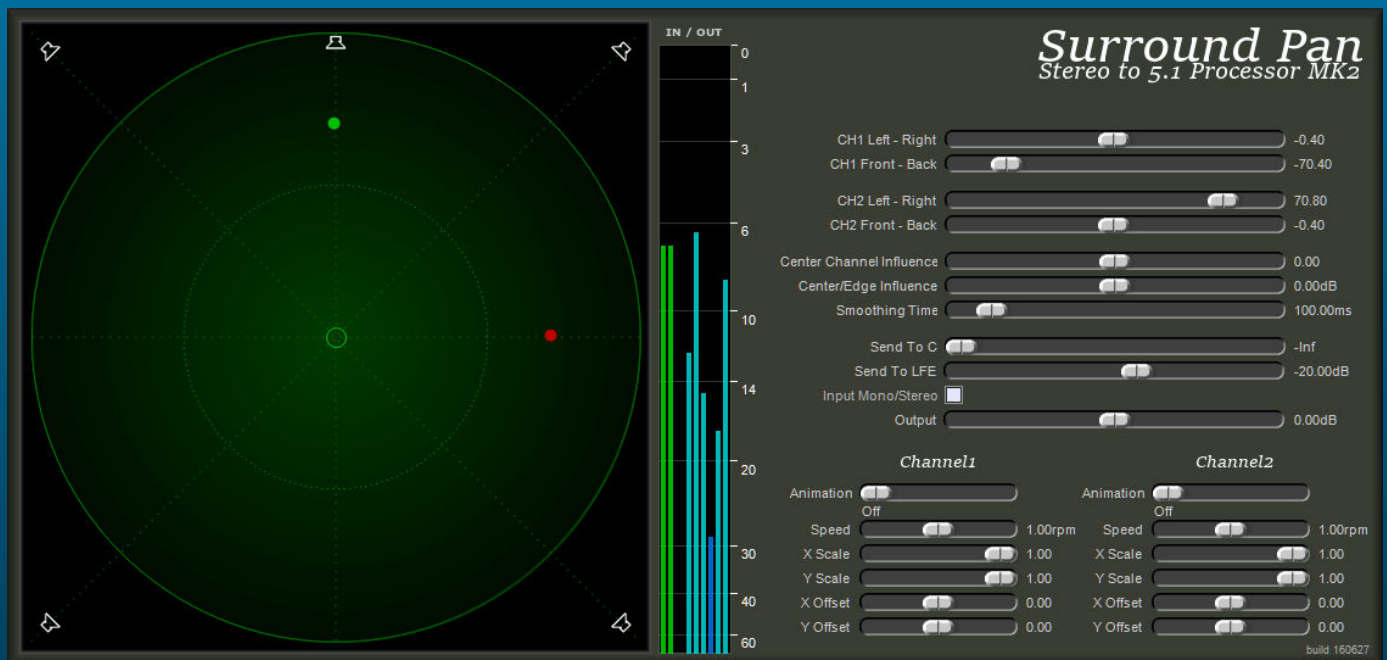 IN / OUT
0
1
3
6
10
14
20
30
40
60
Surround Pan
Stereo to 5.1 Processor MK2
CH1 Left - Right -0.40
CH1 Front - Back -70.40
CH2 Left - Right 70.80
CH2 Front - Back -0.40
Center Channel Influence 0.00
Center/Edge Influence 0.00dB
Smoothing Time 100.00ms
Send To C -Inf
Send To LFE -20.00dB
Input Mono/Stereo
Output 0.00dB
Channel1
Animation
Off
Speed 1.00rpm
X Scale 1.00
Y Scale 1.00
X Offset 0.00
Y Offset 0.00
Channel2
Animation
Off
Speed 1.00rpm
X Scale 1.00
Y Scale 1.00
X Offset 0.00
Y Offset 0.00
build 160627